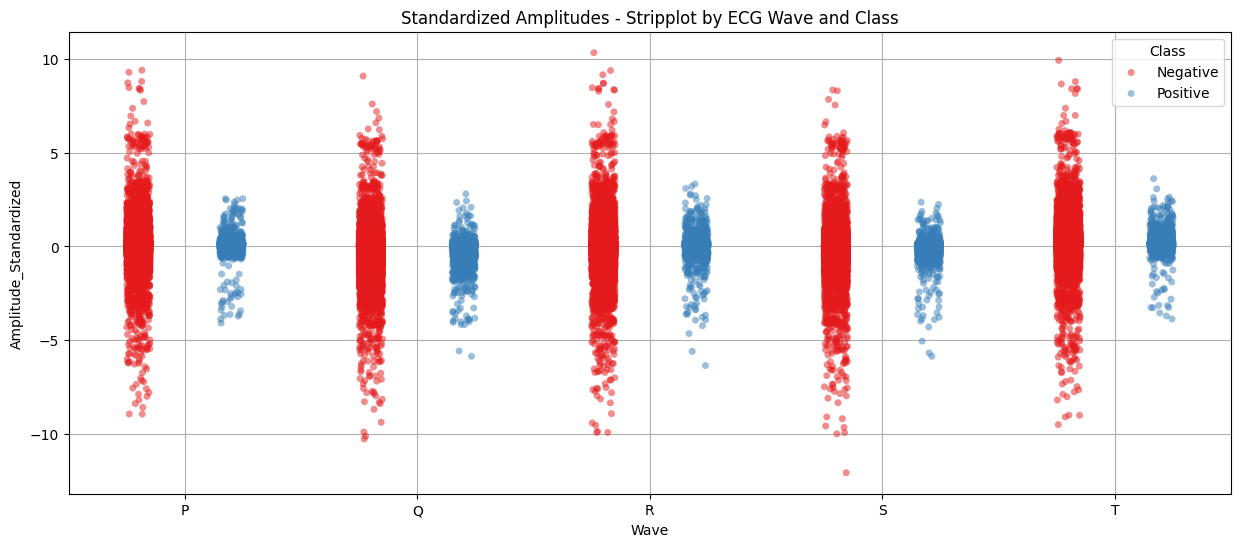 Standardized Amplitudes - Stripplot by ECG Wave and Class
Class
Negative
Positive
Amplitude_Standardized
10
5
0
−5
−10
P Q R S T
Wave